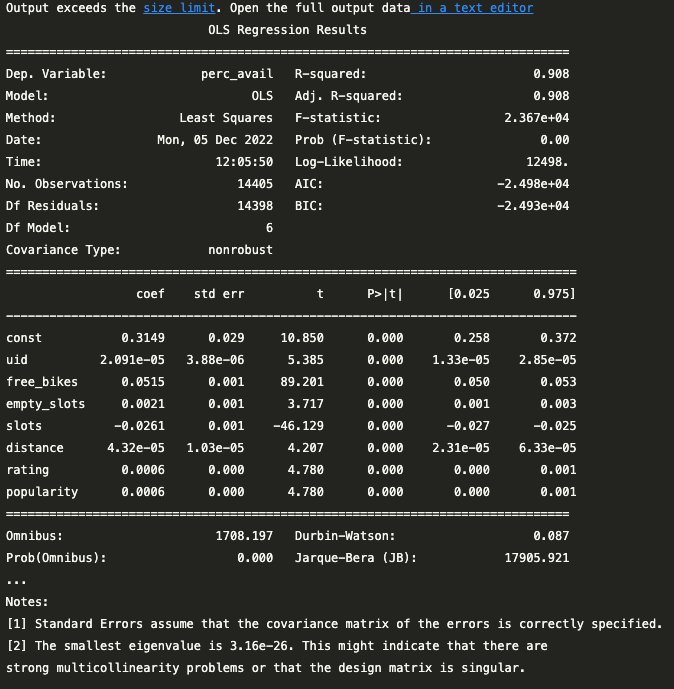 Output exceeds the size limit. Open the full output data in a text editor
OLS Regression Results
==============================================================================
Dep. Variable: perc_avail R-squared: 0.908
Model: OLS Adj. R-squared: 0.908
Method: Least Squares F-statistic: 2.367e+04
Date: Mon, 05 Dec 2022 Prob (F-statistic): 0.00
Time: 12:05:50 Log-Likelihood: 12498.
No. Observations: 14405 AIC: -2.498e+04
Df Residuals: 14398 BIC: -2.493e+04
Df Model: 6
Covariance Type: nonrobust
===============================================================================
coef std err t P>|t| [0.025 0.975]
-------------------------------------------------------------------------------
const 0.3149 0.029 10.850 0.000 0.258 0.372
uid 2.091e-05 3.88e-06 5.385 0.000 1.33e-05 2.85e-05
free_bikes 0.0515 0.001 89.201 0.000 0.050 0.053
empty_slots 0.0021 0.001 3.717 0.000 0.001 0.003
slots -0.0261 0.001 -46.129 0.000 -0.027 -0.025
distance 4.32e-05 1.03e-05 4.207 0.000 2.31e-05 6.33e-05
rating 0.0006 0.000 4.780 0.000 0.000 0.001
popularity 0.0006 0.000 4.780 0.000 0.000 0.001
==============================================================================
Omnibus: 1708.197 Durbin-Watson: 0.087
Prob(Omnibus): 0.000 Jarque-Bera (JB): 17905.921
...
Notes:
[1] Standard Errors assume that the covariance matrix of the errors is correctly specified.
[2] The smallest eigenvalue is 3.16e-26. This might indicate that there are
strong multicollinearity problems or that the design matrix is singular.